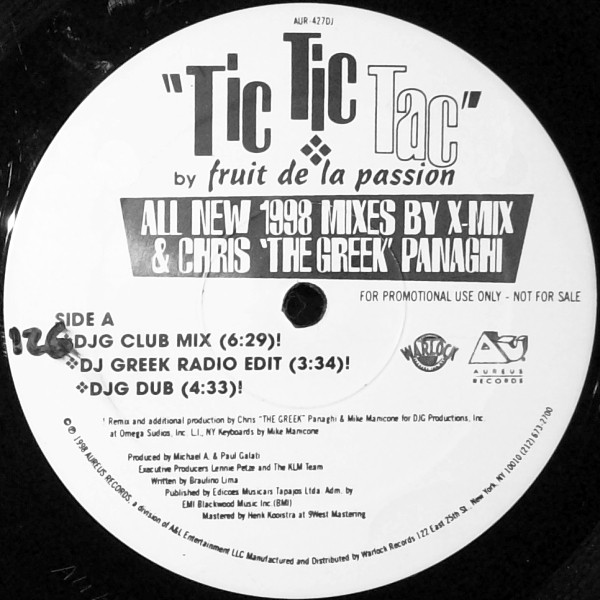 AUR-427DJ
"Tic Tic Tac"
by fruit de la passion
ALL NEW 1998 MIXES BY X-MIX
& CHRIS 'THE GREEK' PANAGHI
FOR PROMOTIONAL USE ONLY - NOT FOR SALE
SIDE A
126
❖DJG CLUB MIX (6:29)!
❖DJ GREEK RADIO EDIT (3:34)!
❖DJG DUB (4:33)!
WARLOCK
AUREUS
RECORDS
! Remix and additional production by Chris "THE GREEK" Panaghi & Mike Mamcone for DJG Productions, Inc.
at Omega Sudios, Inc. L.I., NY Keyboards by Mike Mamcone
Produced by Michael A. & Paul Galati
Executive Producers Lennie Petze and The KLM Team
Written by Braulino Lima
Published by Edicoes Musicais Tapajos Ltda. Adm. by
EMI Blackwood Music Inc (BMI)
Mastered by Henk Kooistra at 9West Mastering
© ℗ 1998 AUREUS RECORDS, a division of A&L Entertainment LLC Manufactured and Distributed by Warlock Records 122 East 25th St., New York, NY 10010 (212) 673-2700